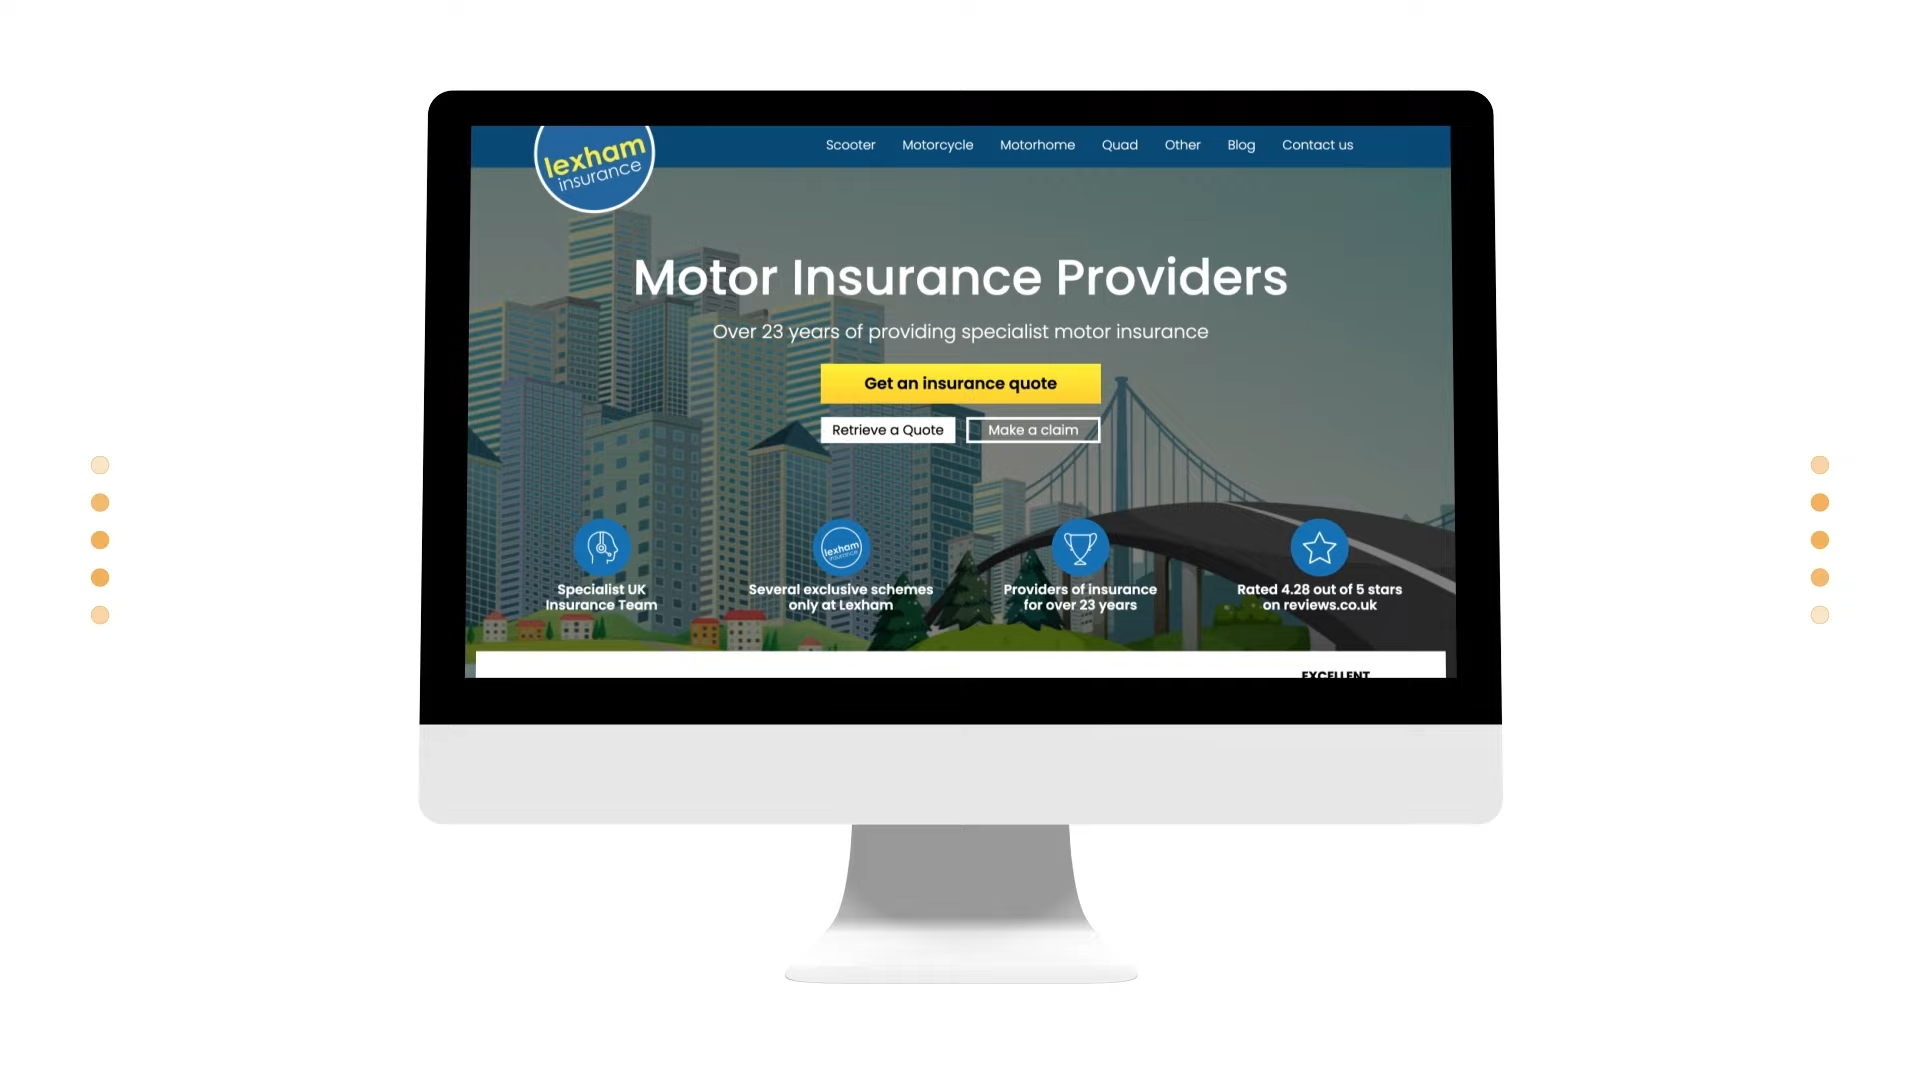 lexham
insurance
Scooter Motorcycle Motorhome Quad Other Blog Contact us
Motor Insurance Providers
Over 23 years of providing specialist motor insurance
Get an insurance quote
Retrieve a Quote Make a claim
lexham
insurance
Specialist UK
Insurance Team
Several exclusive schemes
only at Lexham
Providers of insurance
for over 23 years
Rated 4.28 out of 5 stars
on reviews.co.uk
EXCELLENT